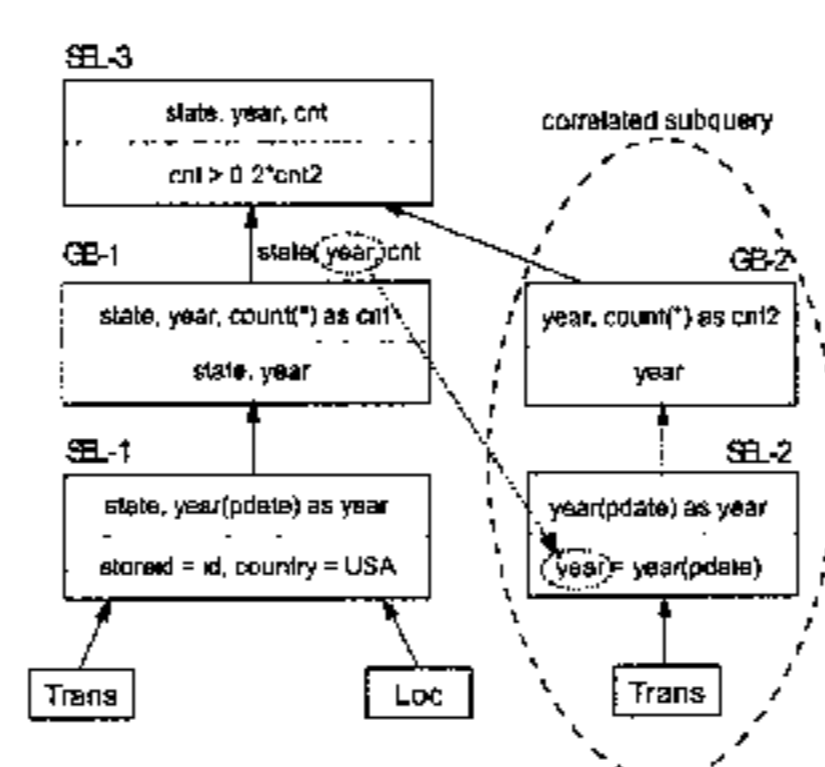 SEL-3
state, year, cnt
cnt > 0.2*cnt2
correlated subquery
GB-1
state, year, cnt
GB-2
state, year, count(*) as cnt
state, year
year, count(*) as cnt2
year
SEL-1
state, year(pdate) as year
storeid = id, country = USA
SEL-2
year(pdate) as year
year = year(pdate)
Trans
Loc
Trans